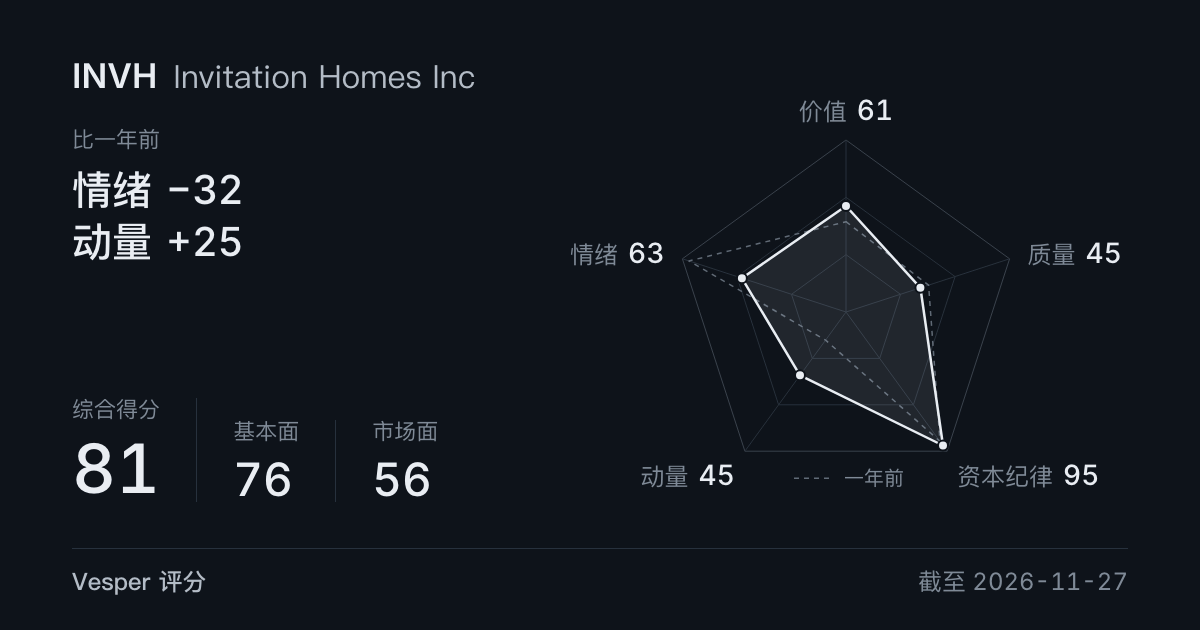 INVH Invitation Homes Inc
比一年前
情绪 −32
动量 +25
价值 61
情绪 63
质量 45
动量 45
一年前
资本纪律 95
综合得分
81
基本面
76
市场面
56
Vesper 评分
截至 2026-11-27